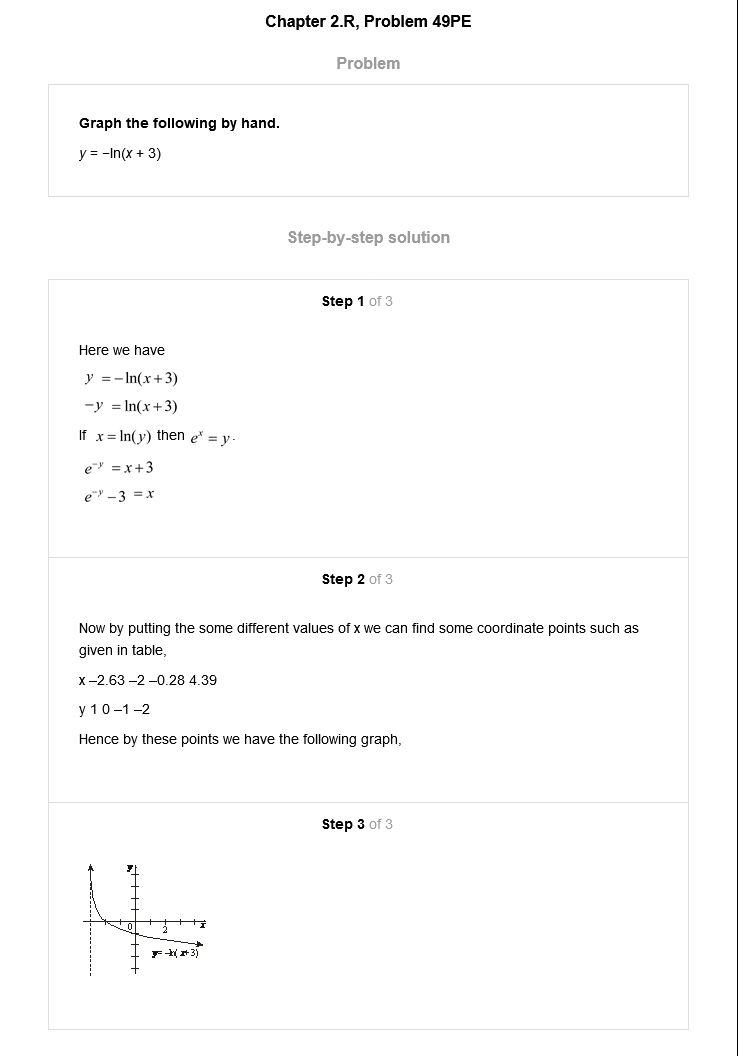 Chapter 2.R, Problem 49PE
Problem
Graph the following by hand.
y = −ln(x + 3)
Step-by-step solution
Step 1 of 3
Here we have
y = −ln(x+3)
−y = ln(x+3)
If x = ln(y) then eˣ = y.
e⁻ʸ = x+3
e⁻ʸ −3 = x
Step 2 of 3
Now by putting the some different values of x we can find some coordinate points such as
given in table,
x –2.63 –2 –0.28 4.39
y 1 0 –1 –2
Hence by these points we have the following graph,
Step 3 of 3
y
0 2 x
y= -ln( x+3)